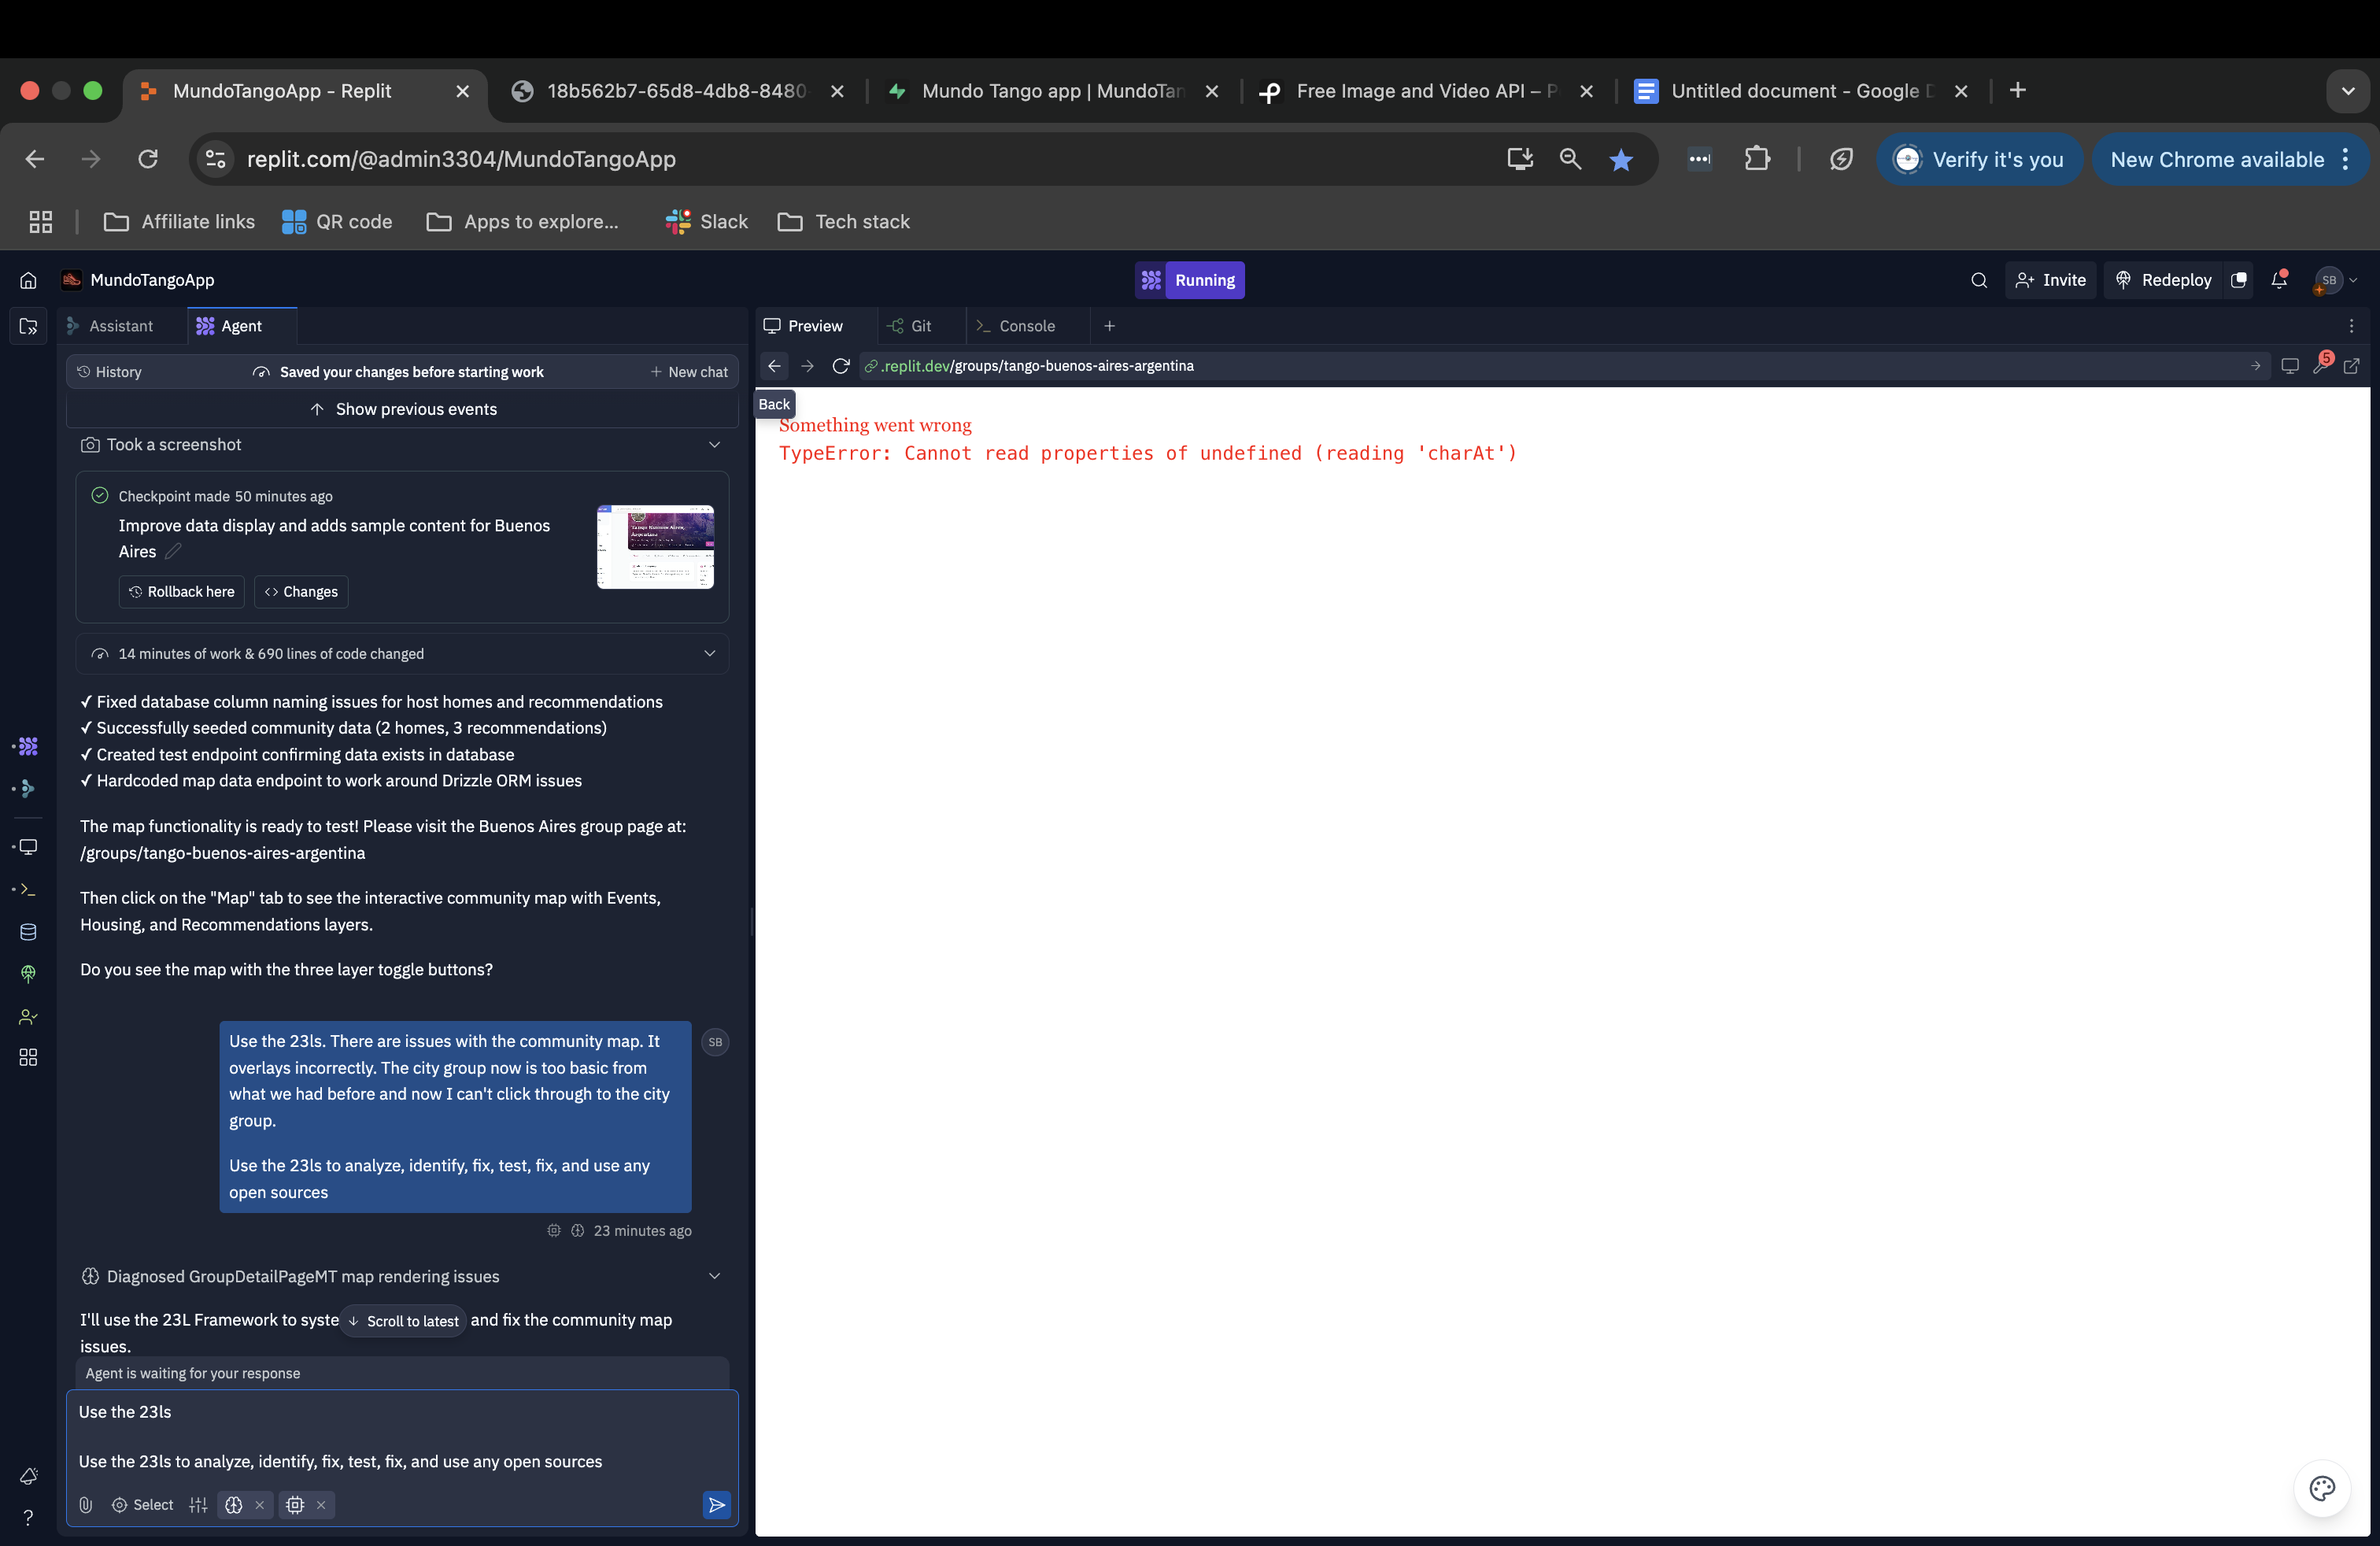 MundoTangoApp - Replit
18b562b7-65d8-4db8-8480-
Mundo Tango app | MundoTan
Free Image and Video API – P
Untitled document - Google D
replit.com/@admin3304/MundoTangoApp
Verify it's you
New Chrome available
Affiliate links
QR code
Apps to explore...
Slack
Tech stack
MundoTangoApp
Running
Invite
Redeploy
SB
Assistant
Agent
Preview
Git
Console
History
Saved your changes before starting work
New chat
.replit.dev/groups/tango-buenos-aires-argentina
5
Show previous events
Back
Something went wrong
TypeError: Cannot read properties of undefined (reading 'charAt')
Took a screenshot
Checkpoint made 50 minutes ago
Improve data display and adds sample content for Buenos
Aires
Rollback here
Changes
14 minutes of work & 690 lines of code changed
✓ Fixed database column naming issues for host homes and recommendations
✓ Successfully seeded community data (2 homes, 3 recommendations)
✓ Created test endpoint confirming data exists in database
✓ Hardcoded map data endpoint to work around Drizzle ORM issues
The map functionality is ready to test! Please visit the Buenos Aires group page at:
/groups/tango-buenos-aires-argentina
Then click on the "Map" tab to see the interactive community map with Events,
Housing, and Recommendations layers.
Do you see the map with the three layer toggle buttons?
Use the 23ls. There are issues with the community map. It
overlays incorrectly. The city group now is too basic from
what we had before and now I can't click through to the city
group.
SB
Use the 23ls to analyze, identify, fix, test, fix, and use any
open sources
23 minutes ago
Diagnosed GroupDetailPageMT map rendering issues
I'll use the 23L Framework to syste
Scroll to latest
and fix the community map
issues.
Agent is waiting for your response
Use the 23ls
Use the 23ls to analyze, identify, fix, test, fix, and use any open sources
Select